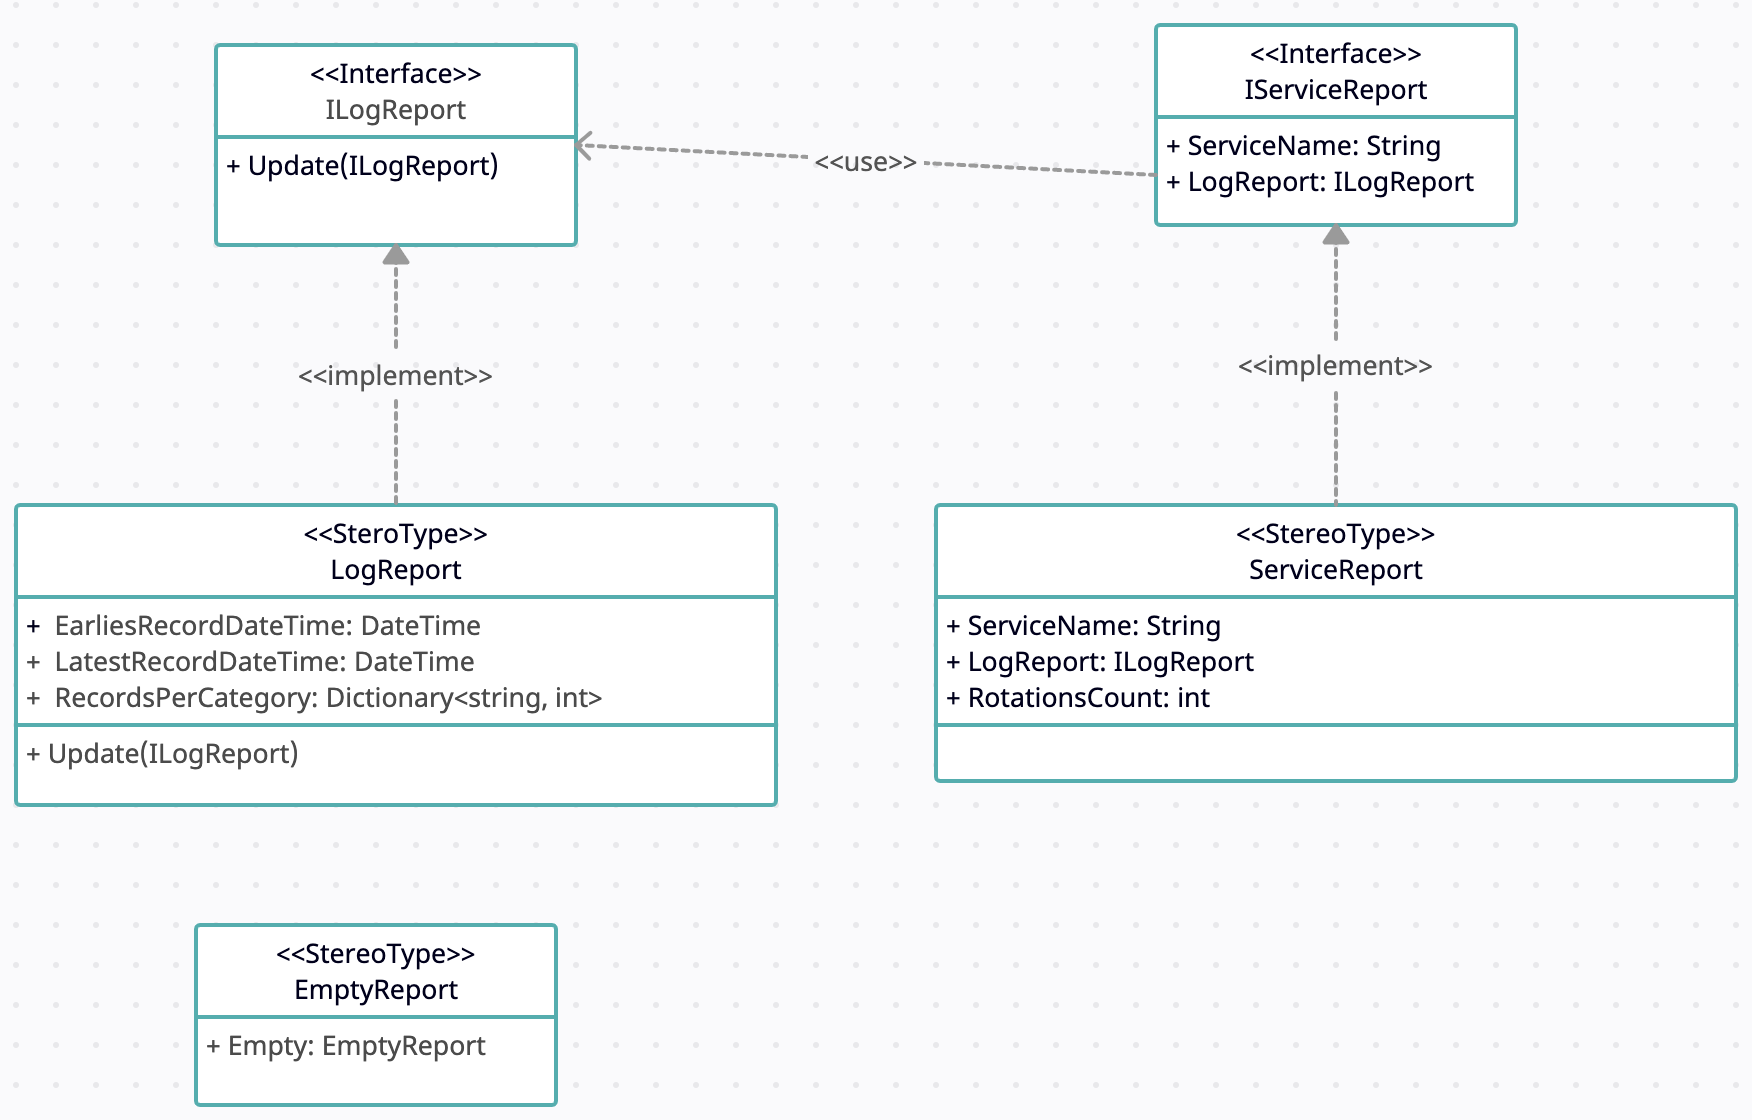 <<Interface>>
ILogReport
+ Update(ILogReport)
<<use>>
<<Interface>>
IServiceReport
+ ServiceName: String
+ LogReport: ILogReport
<<implement>>
<<implement>>
<<SteroType>>
LogReport
+ EarliesRecordDateTime: DateTime
+ LatestRecordDateTime: DateTime
+ RecordsPerCategory: Dictionary<string, int>
+ Update(ILogReport)
<<StereoType>>
ServiceReport
+ ServiceName: String
+ LogReport: ILogReport
+ RotationsCount: int
<<StereoType>>
EmptyReport
+ Empty: EmptyReport